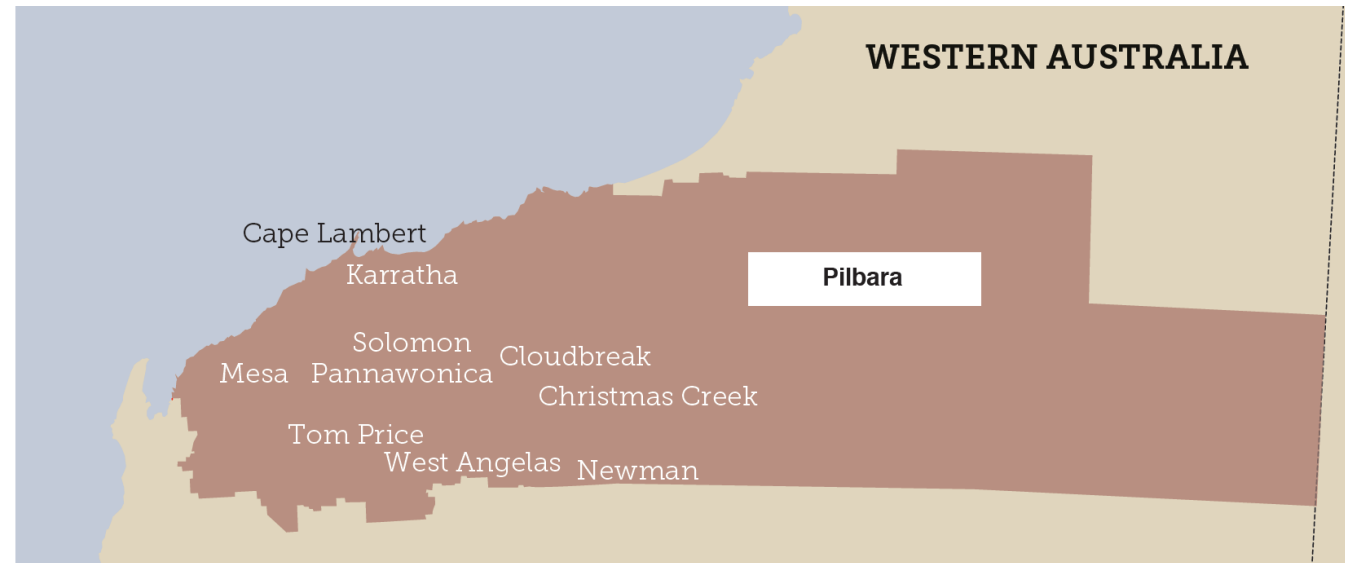 WESTERN AUSTRALIA
Cape Lambert
Karratha
Pilbara
Solomon
Cloudbreak
Mesa
Pannawonica
Christmas Creek
Tom Price
West Angelas
Newman